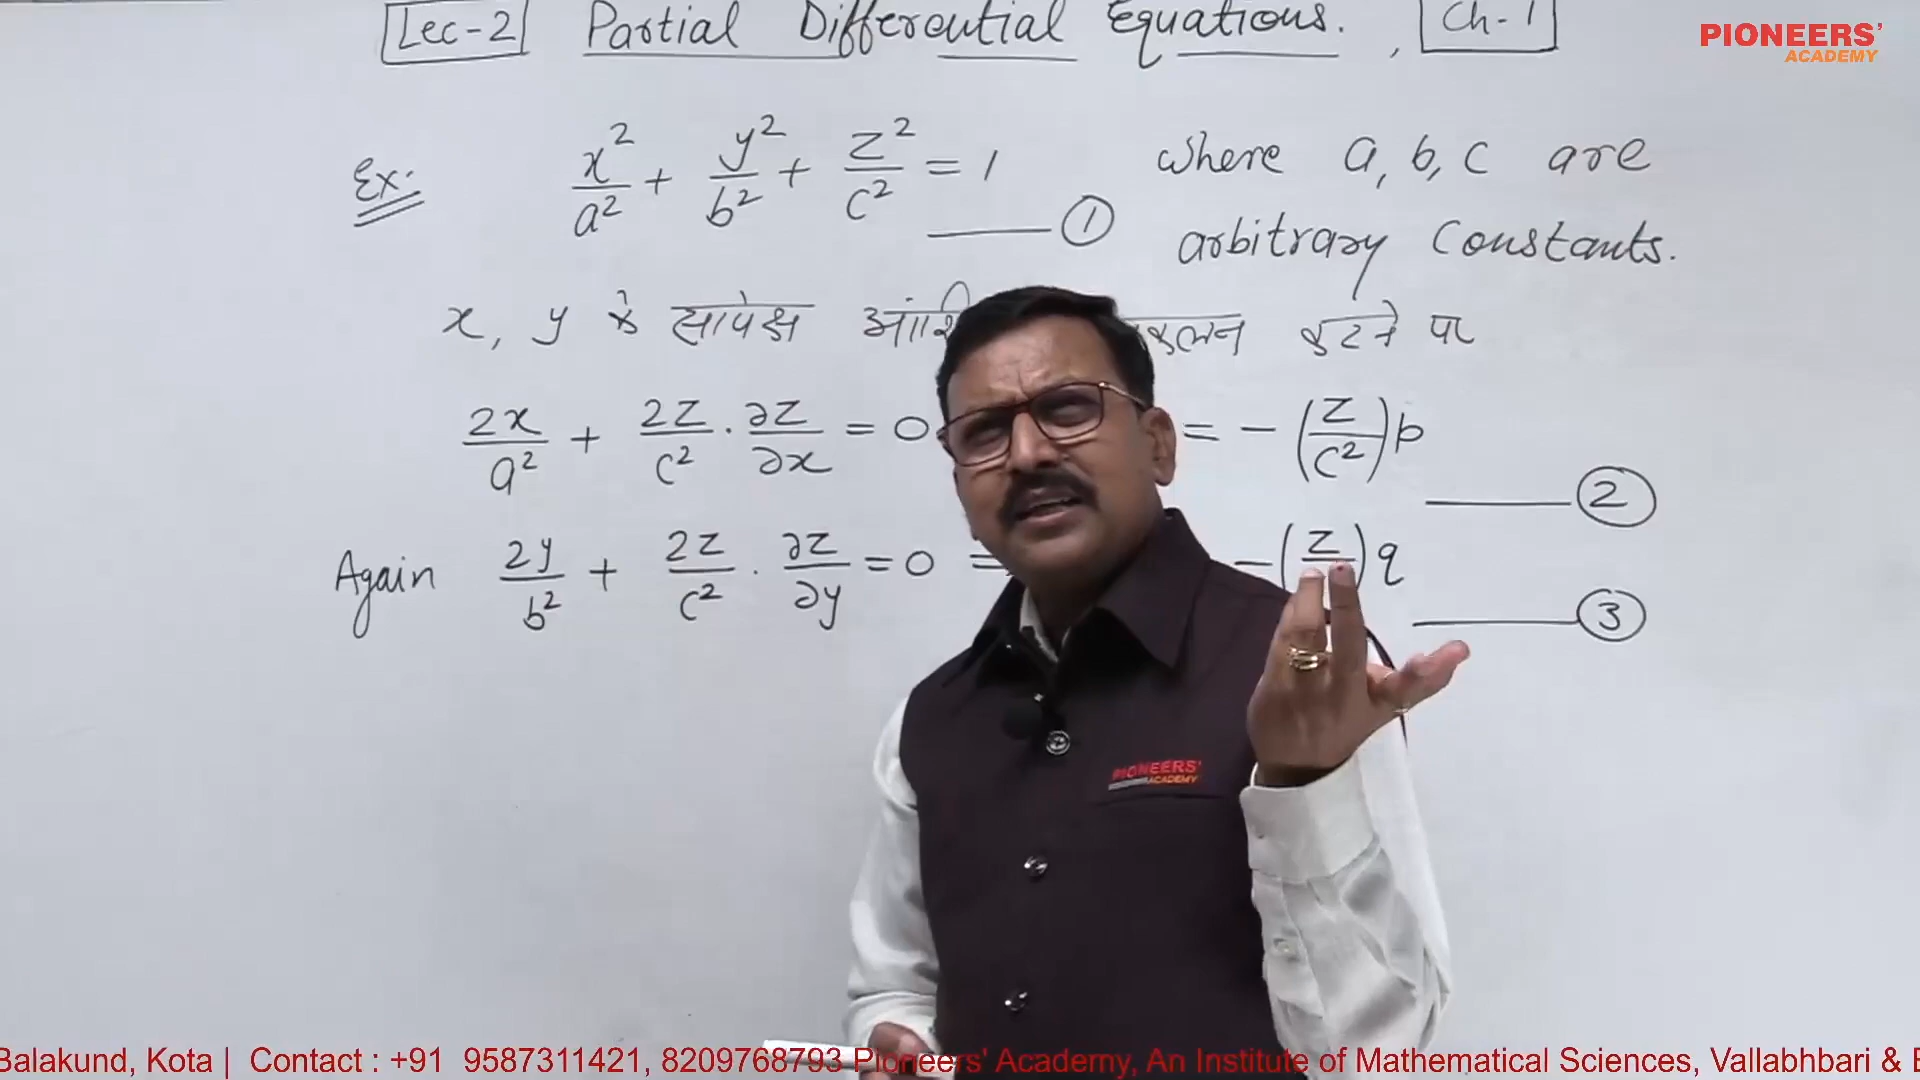 Lec-2 Partial Differential Equations. , Ch-1
PIONEERS'
ACADEMY
Ex:- x²/a² + y²/b² + z²/c² = 1 ——— ① where a, b, c are
arbitrary Constants.
x, y के सापेक्ष करने पर
2x/a² + 2z/c² · ∂z/∂x = 0 = - (z/c²) p ——— ②
Again 2y/b² + 2z/c² · ∂z/∂y = 0 = - (z/ ) q ——— ③
PIONEERS'
ACADEMY
Balakund, Kota | Contact : +91 9587311421, 8209768793 Pioneers' Academy, An Institute of Mathematical Sciences, Vallabhbari & B